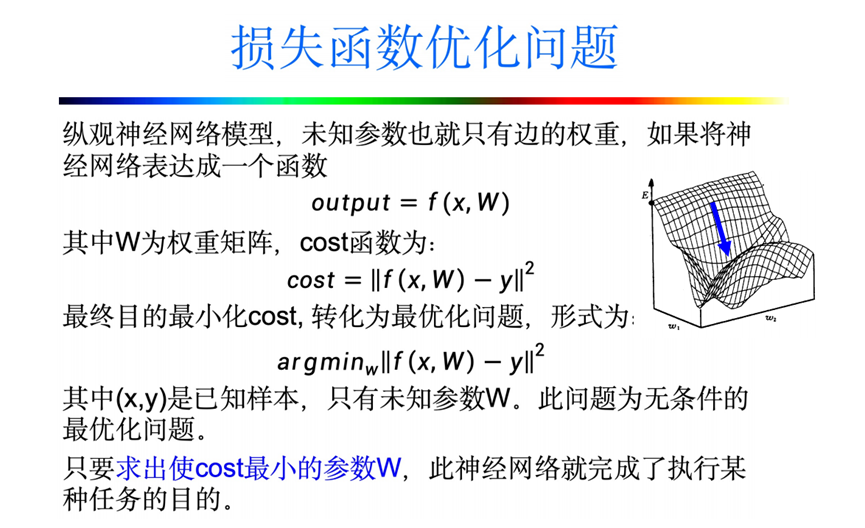 损失函数优化问题
纵观神经网络模型，未知参数也就只有边的权重，如果将神
经网络表达成一个函数
output = f (x, W)
其中W为权重矩阵，cost函数为：
cost = ‖f (x, W) − y‖²
最终目的最小化cost, 转化为最优化问题，形式为：
argmin_w‖f (x, W) − y‖²
其中(x,y)是已知样本，只有未知参数W。此问题为无条件的
最优化问题。
只要求出使cost最小的参数W，此神经网络就完成了执行某
种任务的目的。
E
w₁
w₂